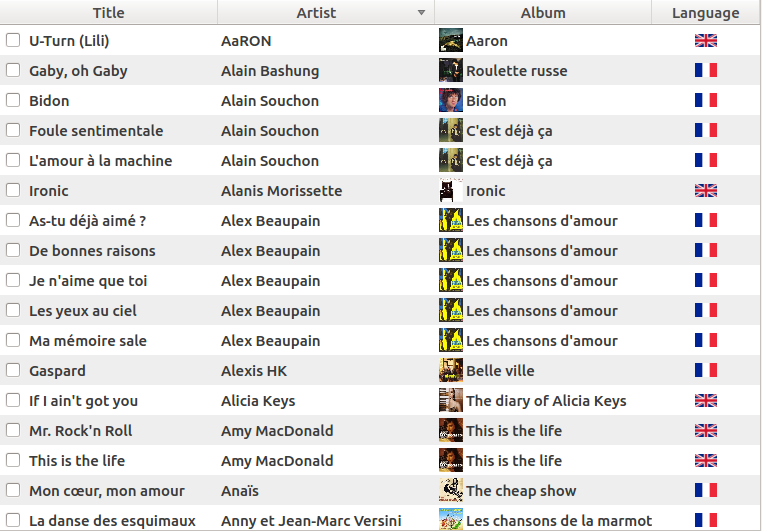 Title Artist Album Language
U-Turn (Lili) AaRON Aaron
Gaby, oh Gaby Alain Bashung Roulette russe
Bidon Alain Souchon Bidon
Foule sentimentale Alain Souchon C'est déjà ça
L'amour à la machine Alain Souchon C'est déjà ça
Ironic Alanis Morissette Ironic
As-tu déjà aimé ? Alex Beaupain Les chansons d'amour
De bonnes raisons Alex Beaupain Les chansons d'amour
Je n'aime que toi Alex Beaupain Les chansons d'amour
Les yeux au ciel Alex Beaupain Les chansons d'amour
Ma mémoire sale Alex Beaupain Les chansons d'amour
Gaspard Alexis HK Belle ville
If I ain't got you Alicia Keys The diary of Alicia Keys
Mr. Rock'n Roll Amy MacDonald This is the life
This is the life Amy MacDonald This is the life
Mon cœur, mon amour Anaïs The cheap show
La danse des esquimaux Anny et Jean-Marc Versini Les chansons de la marmot